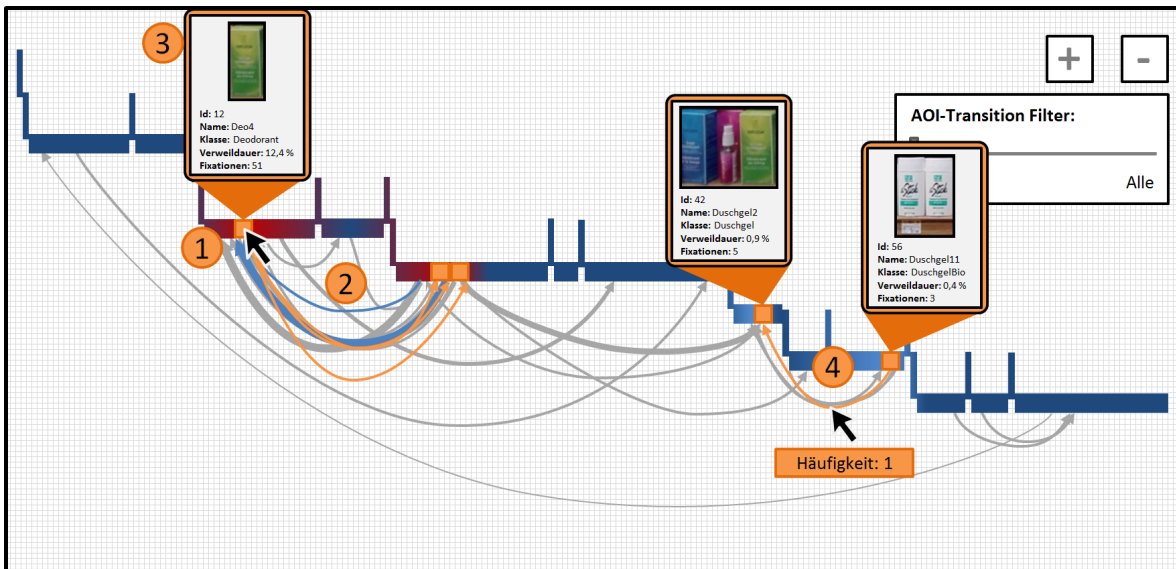 3
Id: 12
Name: Deo4
Klasse: Deodorant
Verweildauer: 12,4 %
Fixationen: 51
+
-
AOI-Transition Filter:
Alle
Id: 42
Name: Duschgel2
Klasse: Duschgel
Verweildauer: 0,9 %
Fixationen: 5
Id: 56
Name: Duschgel11
Klasse: DuschgelBio
Verweildauer: 0,4 %
Fixationen: 3
1
2
4
Häufigkeit: 1